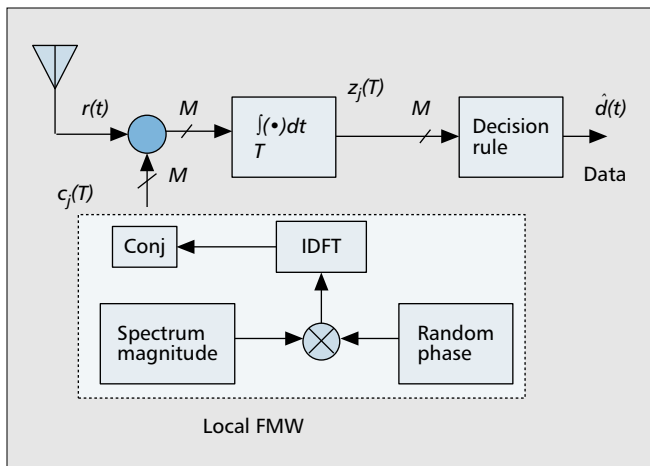 r(t)
M
∫(•)dt
T
z_j(T)
M
Decision
rule
d̂(t)
Data
c_j(T)
M
Conj
IDFT
Spectrum
magnitude
Random
phase
Local FMW